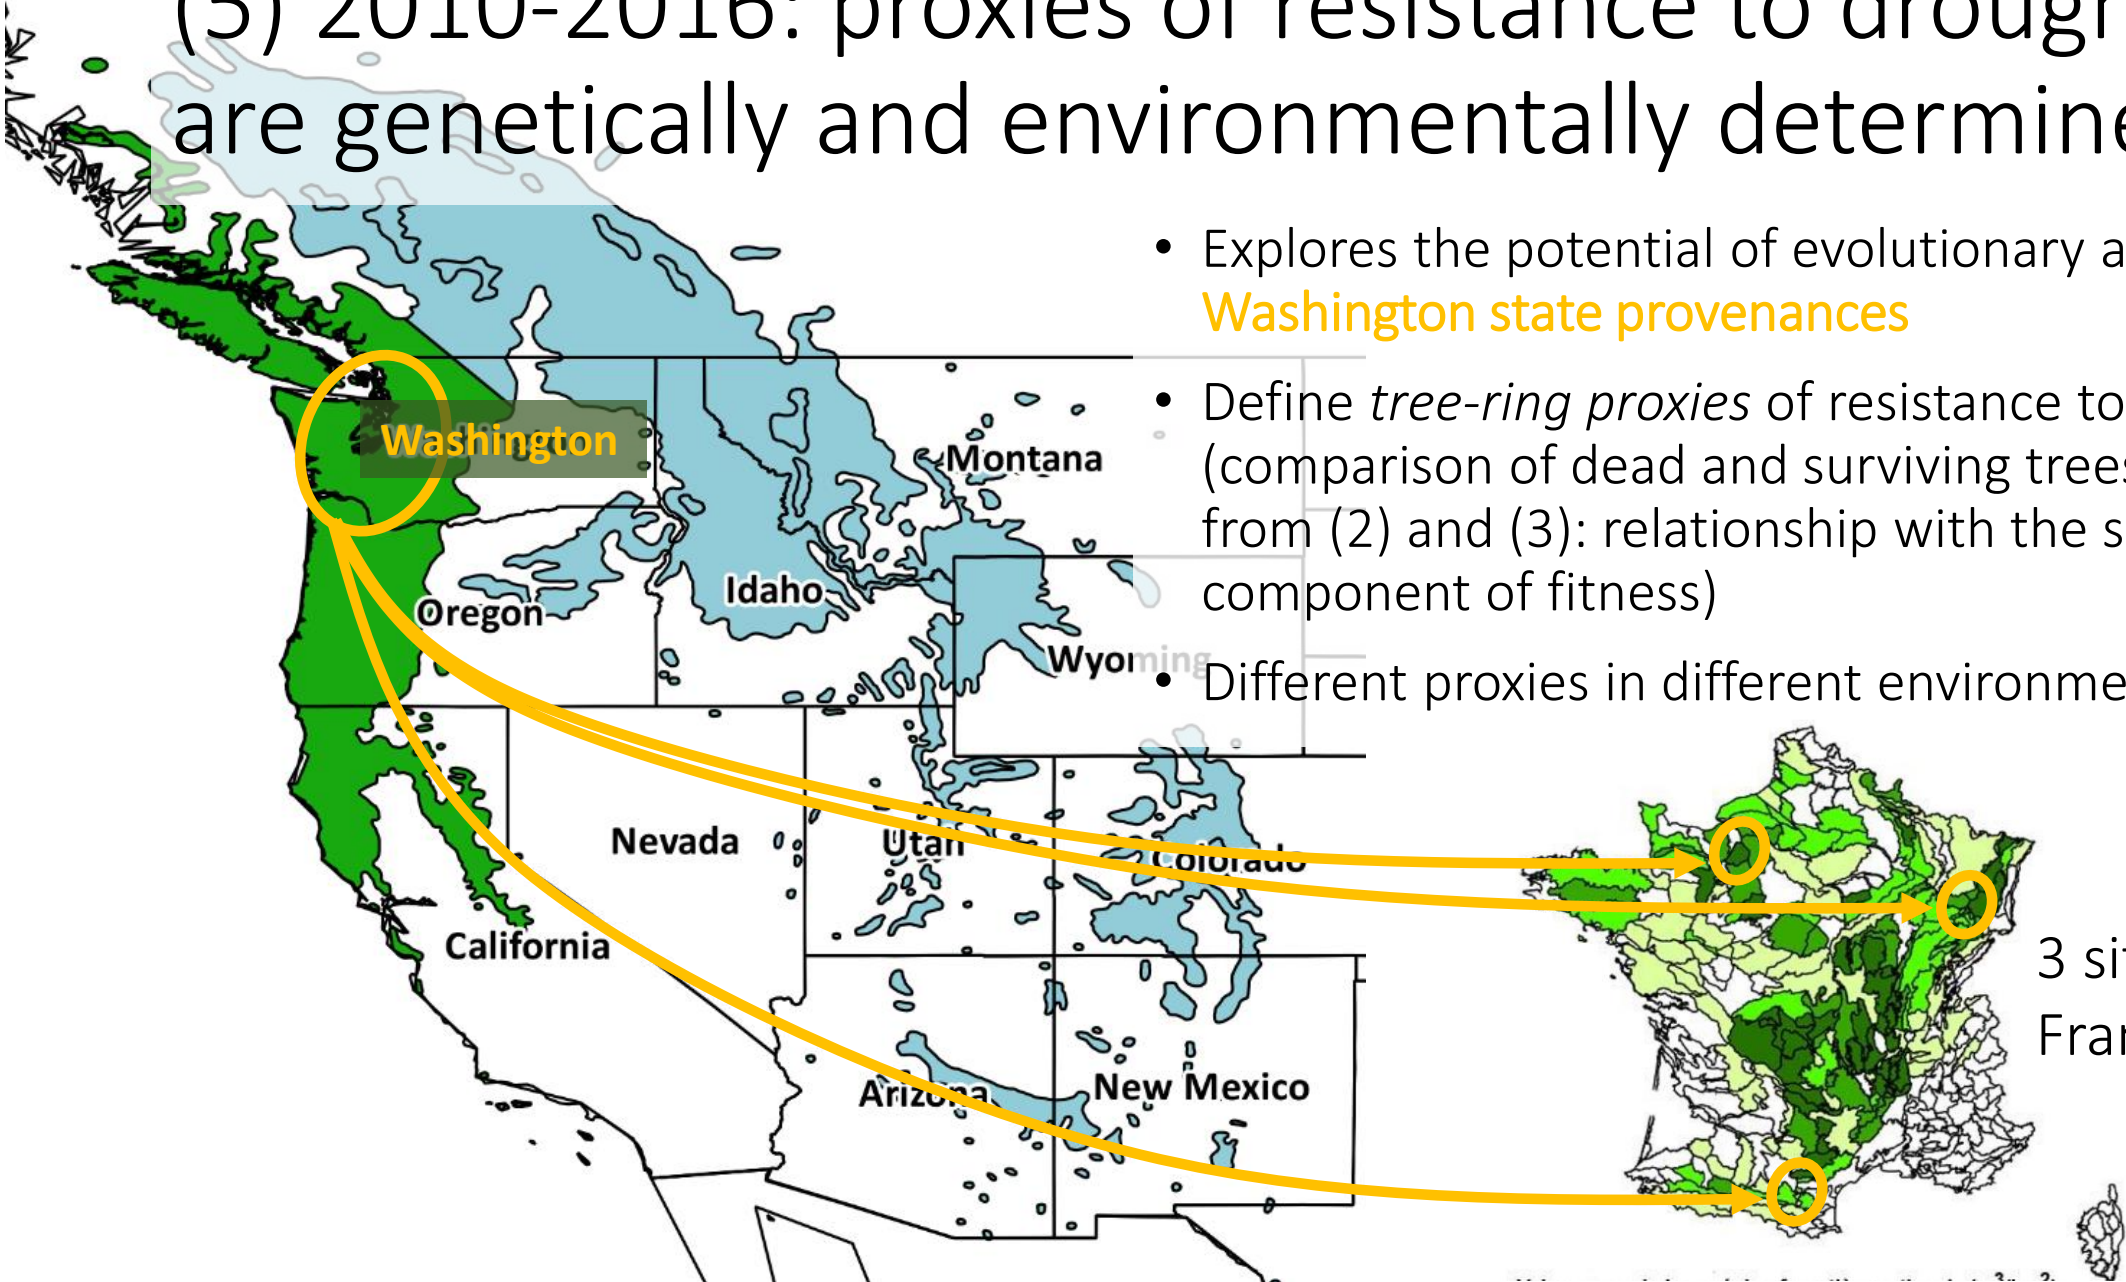 (5) 2010-2016: proxies of resistance to drough
are genetically and environmentally determine
• Explores the potential of evolutionary a
Washington state provenances
• Define tree-ring proxies of resistance to
(comparison of dead and surviving trees
from (2) and (3): relationship with the s
component of fitness)
• Different proxies in different environme
Washington
Montana
Oregon
Idaho
Wyoming
Nevada
Utah
Colorado
California
Arizona
New Mexico
3 si
Fran